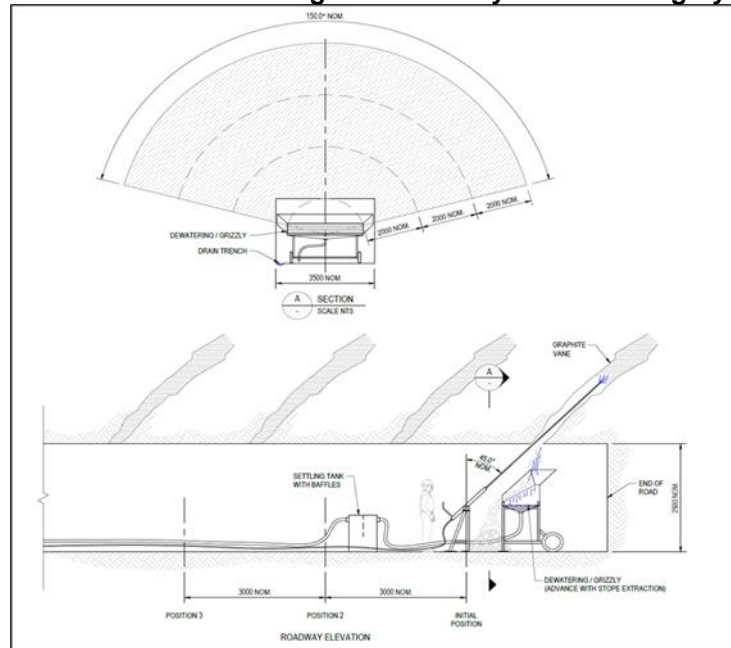 150.0° NOM.
2000 NOM.
2000 NOM.
2000 NOM.
DEWATERING / GRIZZLY
DRAIN TRENCH
3500 NOM.
A SECTION
- SCALE NTS
GRAPHITE
VANE
A
-
45.0°
NOM.
SETTLING TANK
WITH BAFFLES
END OF
ROAD
2500 NOM.
DEWATERING / GRIZZLY
(ADVANCE WITH STOPE EXTRACTION)
3000 NOM.
3000 NOM.
POSITION 3
POSITION 2
INITIAL
POSITION
ROADWAY ELEVATION